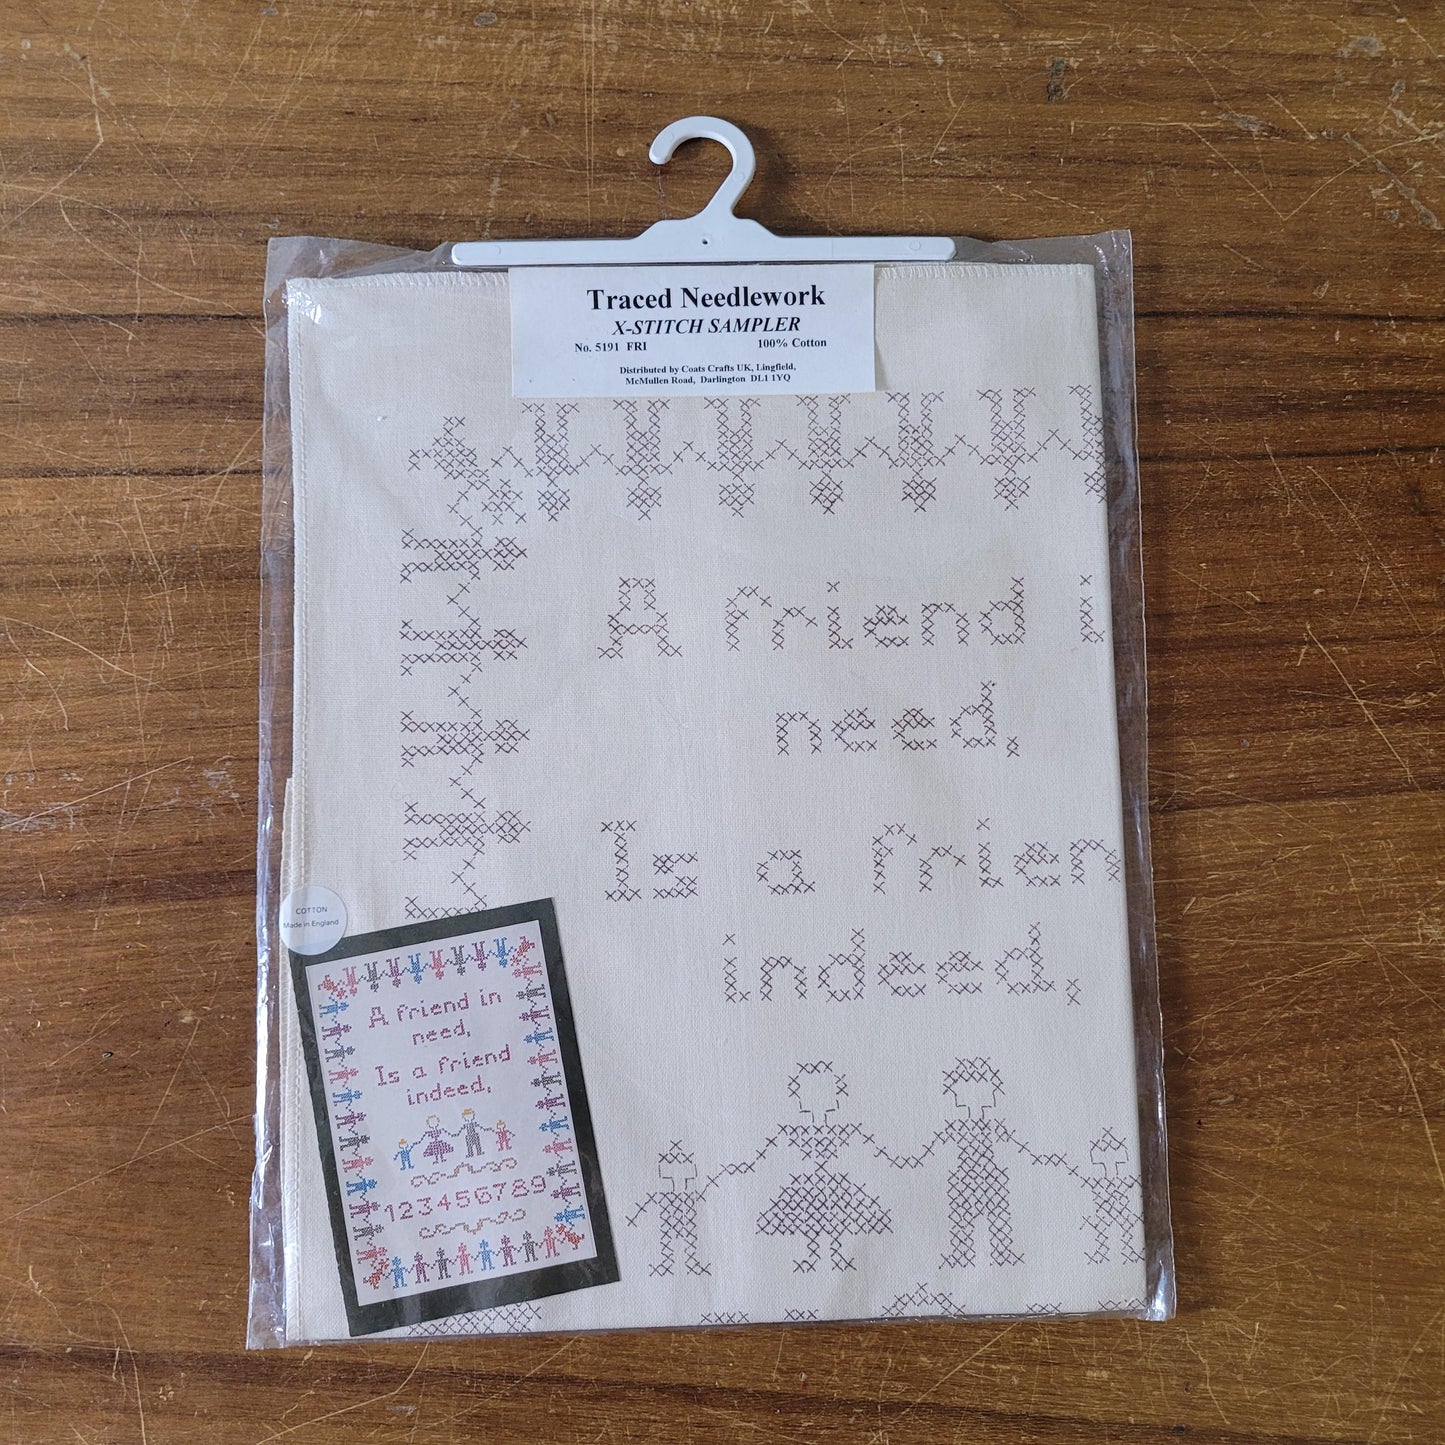 Traced Needlework
X-STITCH SAMPLER
No. 5191 FRI 100% Cotton
Distributed by Coats Crafts UK, Lingfield,
McMullen Road, Darlington DL1 1YQ
A friend i
need,
Is a frien
indeed,
COTTON
Made in England
A friend in
need,
Is a friend
indeed,
123456789